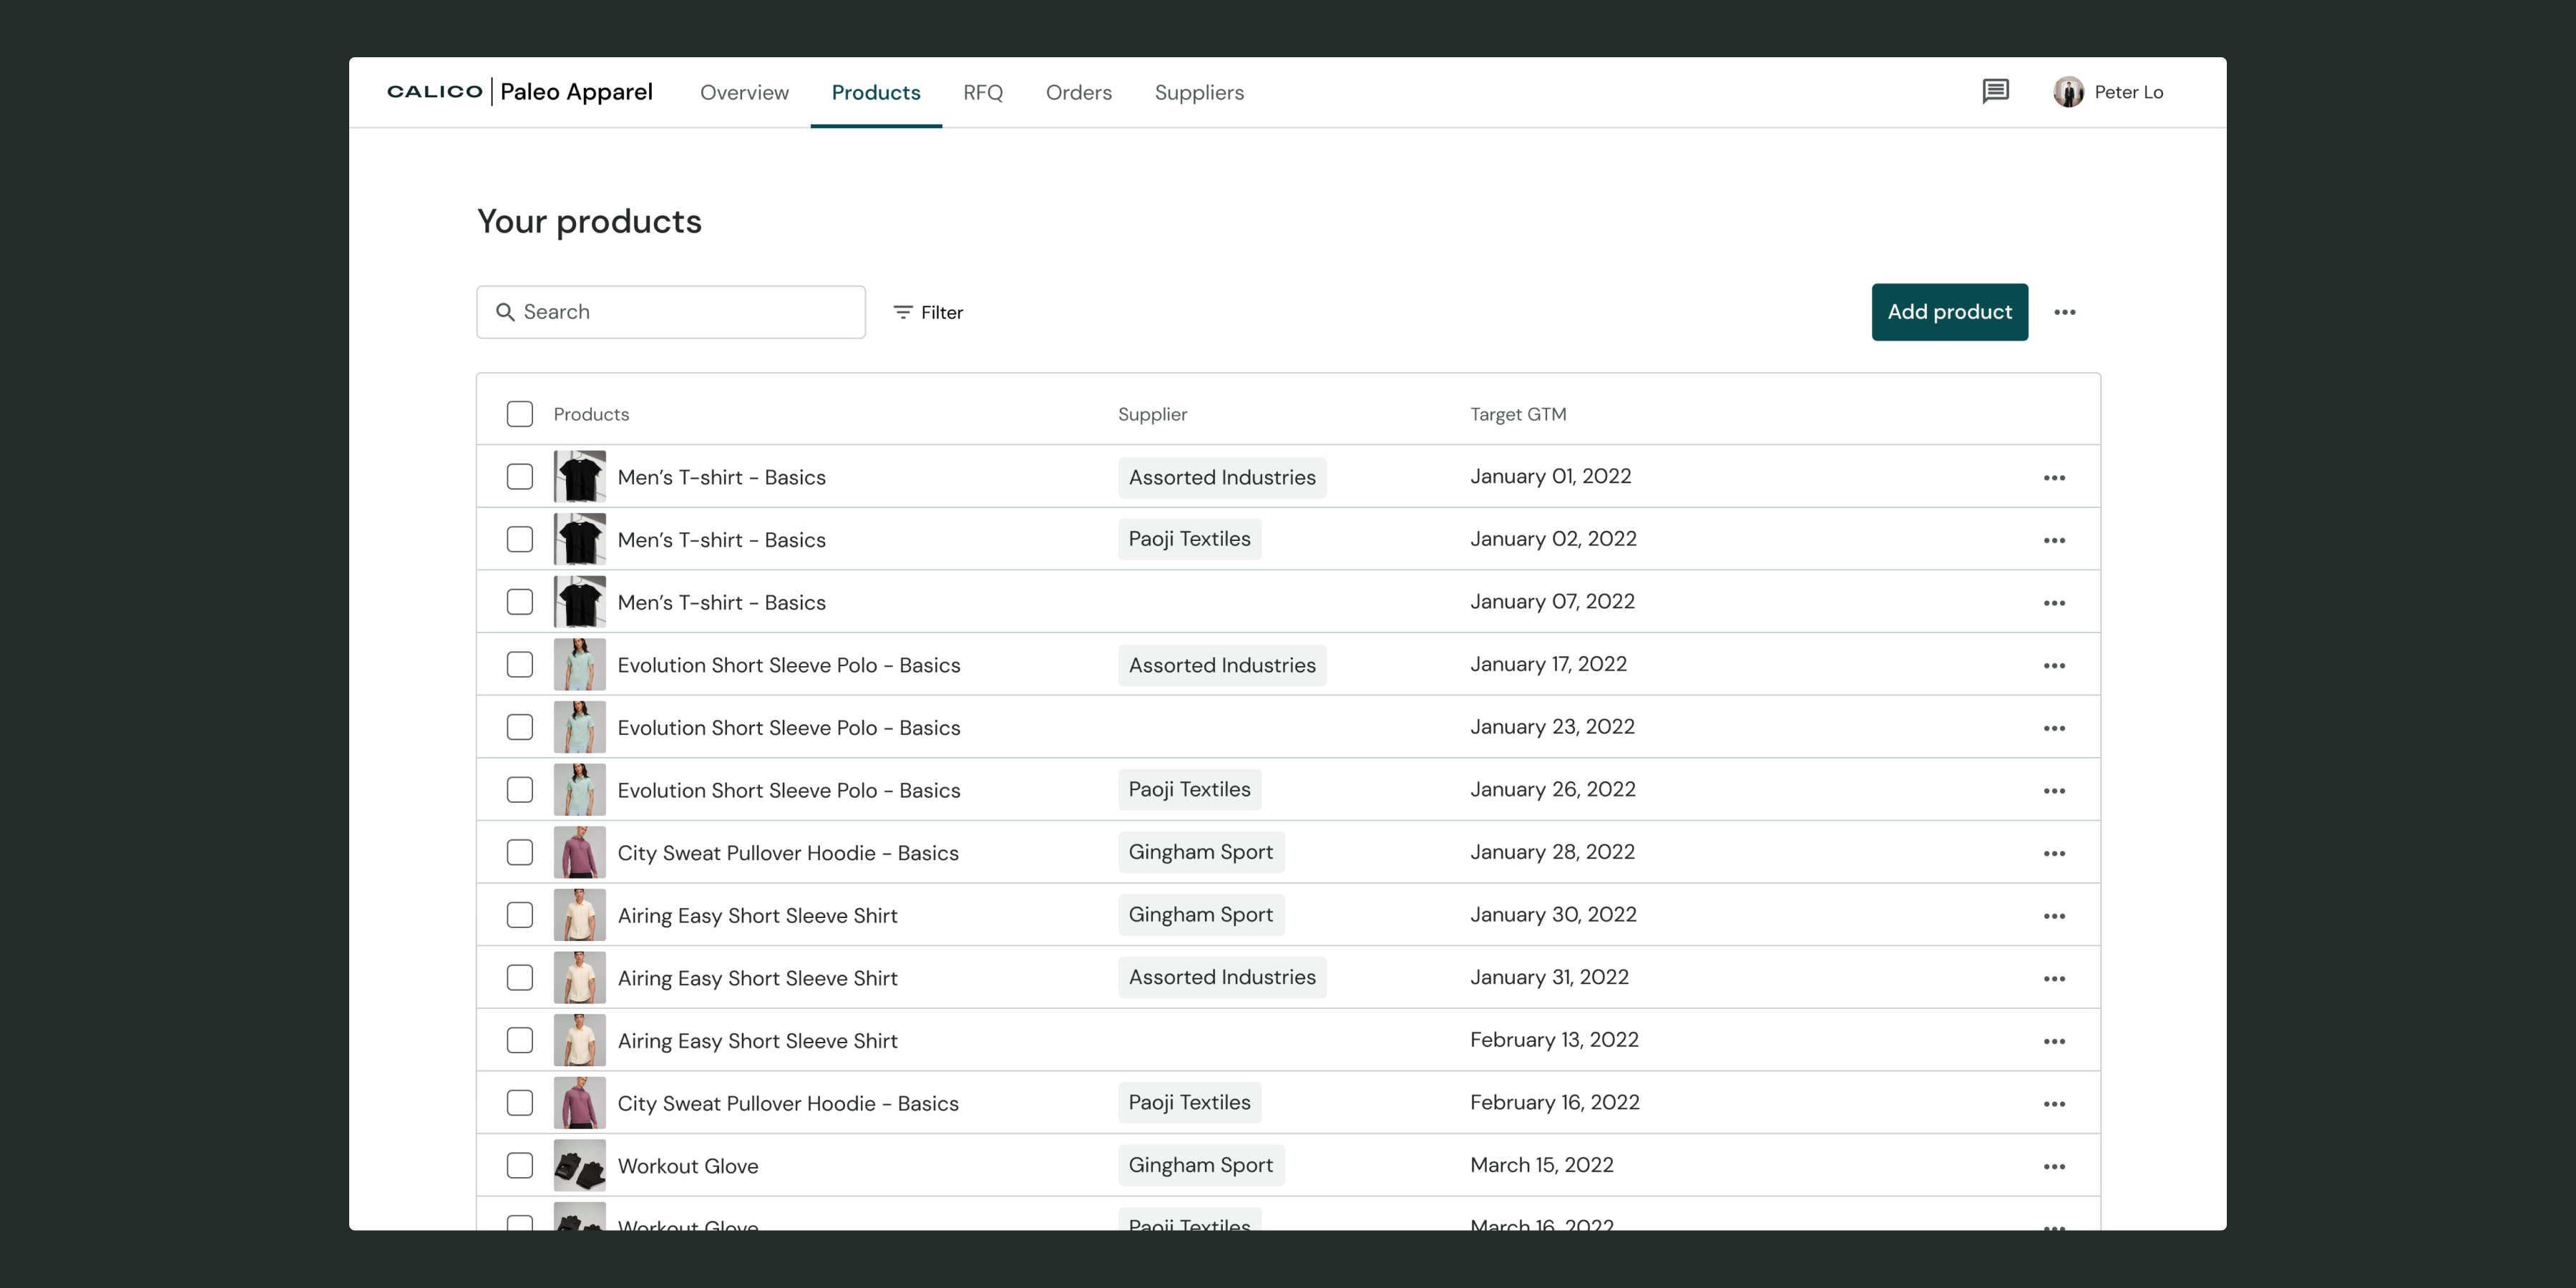 CALICO | Paleo Apparel Overview Products RFQ Orders Suppliers Peter Lo
Your products
Search Filter Add product
Products Supplier Target GTM
Men’s T-shirt – Basics Assorted Industries January 01, 2022
Men’s T-shirt – Basics Paoji Textiles January 02, 2022
Men’s T-shirt – Basics January 07, 2022
Evolution Short Sleeve Polo – Basics Assorted Industries January 17, 2022
Evolution Short Sleeve Polo – Basics January 23, 2022
Evolution Short Sleeve Polo – Basics Paoji Textiles January 26, 2022
City Sweat Pullover Hoodie – Basics Gingham Sport January 28, 2022
Airing Easy Short Sleeve Shirt Gingham Sport January 30, 2022
Airing Easy Short Sleeve Shirt Assorted Industries January 31, 2022
Airing Easy Short Sleeve Shirt February 13, 2022
City Sweat Pullover Hoodie – Basics Paoji Textiles February 16, 2022
Workout Glove Gingham Sport March 15, 2022
Workout Glove Paoji Textiles March 16, 2022